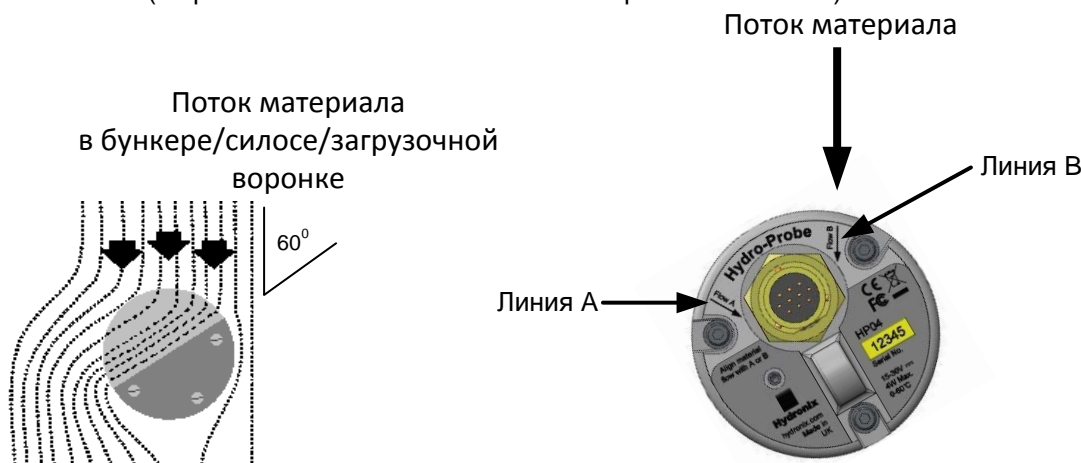 Поток материала
Поток материала
в бункере/силосе/загрузочной
воронке
60⁰
Линия B
Линия A
Hydro-Probe
Flow B
Flow A
Align material
flow with A or B
Hydronix
hydronix.com
Made in
UK
CE
FC
HP04
12345
Serial No.
15-30V
4W Max.
0-60°C